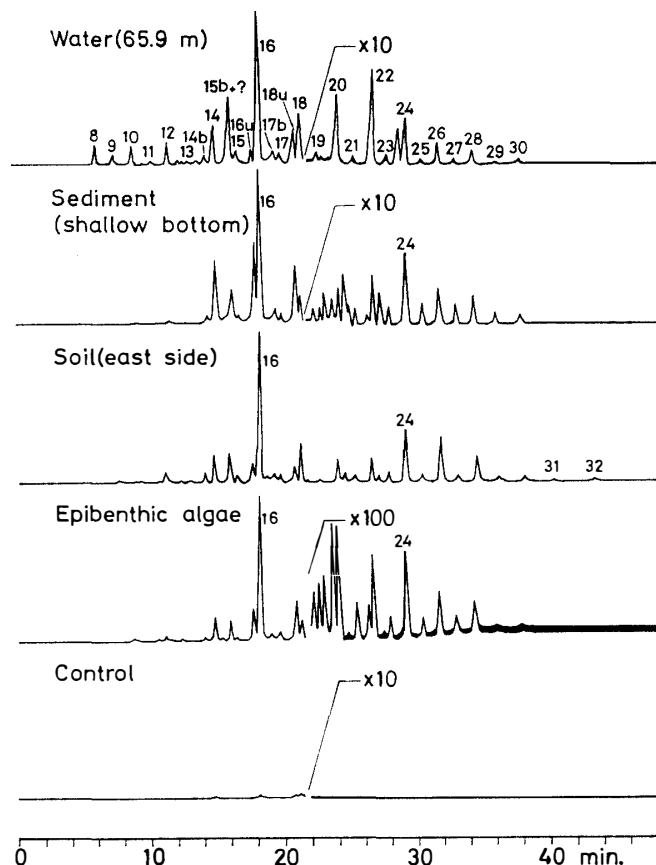 Water(65.9 m)
16
x10
15b+?
18u
18
20
22
8
9
10
11
12
13
14b
14
16u
15
17b
17
19
21
23
24
25
26
27
28
29
30
Sediment
(shallow bottom)
16
x10
24
Soil(east side)
16
24
31
32
Epibenthic algae
16
x100
24
Control
x10
0
10
20
30
40
min.